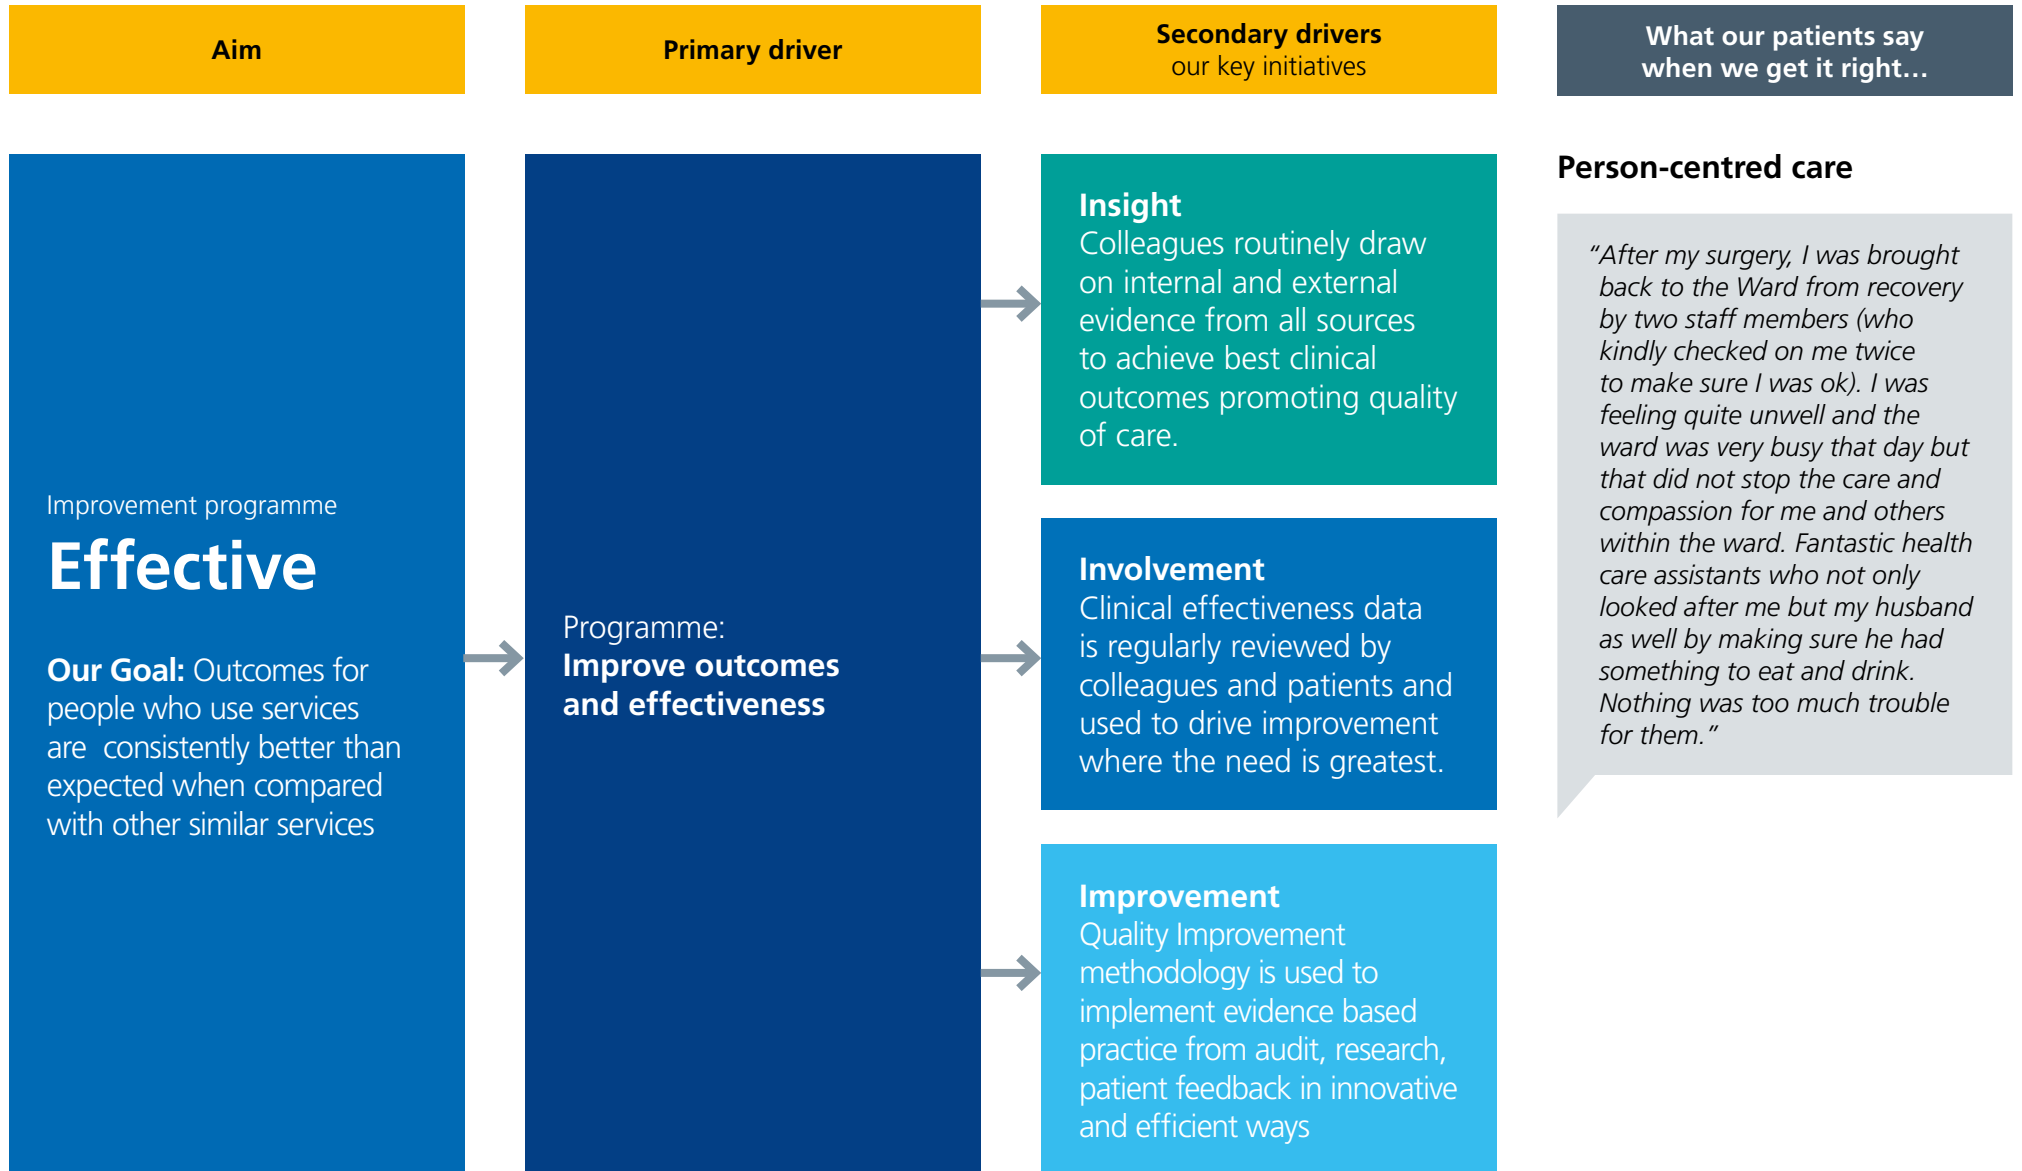 Aim
Primary driver
Secondary drivers
our key initiatives
What our patients say
when we get it right…
Improvement programme
Effective
Our Goal: Outcomes for
people who use services
are  consistently better than
expected when compared
with other similar services
Programme:
Improve outcomes
and effectiveness
Insight
Colleagues routinely draw
on internal and external
evidence from all sources
to achieve best clinical
outcomes promoting quality
of care.
Involvement
Clinical effectiveness data
is regularly reviewed by
colleagues and patients and
used to drive improvement
where the need is greatest.
Improvement
Quality Improvement
methodology is used to
implement evidence based
practice from audit, research,
patient feedback in innovative
and efficient ways
Person-centred care
“After my surgery, I was brought
back to the Ward from recovery
by two staff members (who
kindly checked on me twice
to make sure I was ok). I was
feeling quite unwell and the
ward was very busy that day but
that did not stop the care and
compassion for me and others
within the ward. Fantastic health
care assistants who not only
looked after me but my husband
as well by making sure he had
something to eat and drink.
Nothing was too much trouble
for them.”